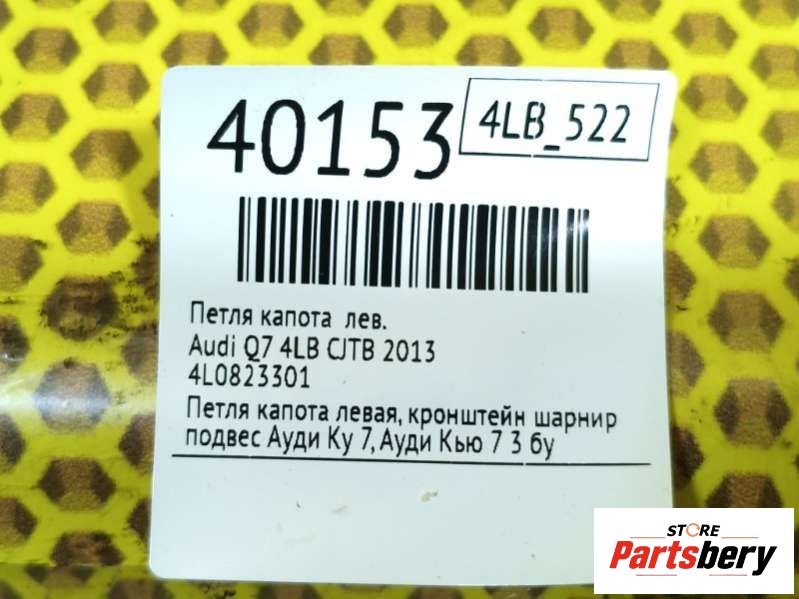 40153
4LB_522
Петля капота лев.
Audi Q7 4LB CJTB 2013
4L0823301
Петля капота левая, кронштейн шарнир
подвес Ауди Ку 7, Ауди Кью 7 3 бу
STORE
Partsbery